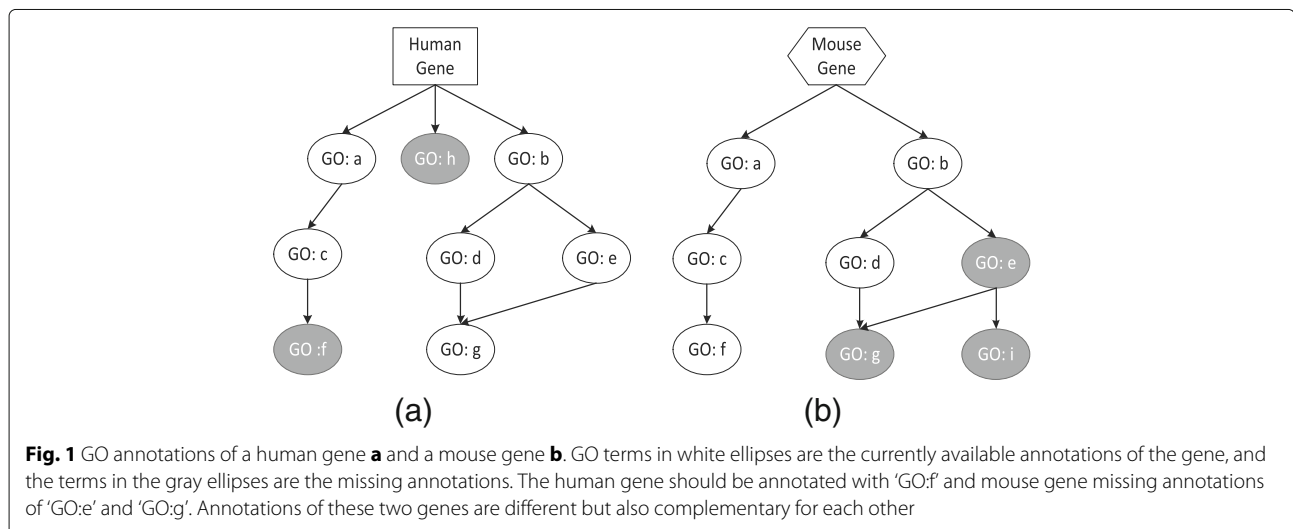 Human
Gene
Mouse
Gene
GO: a
GO: h
GO: b
GO: a
GO: b
GO: c
GO: d
GO: e
GO: c
GO: d
GO: e
GO :f
GO: g
GO: f
GO: g
GO: i
(a)
(b)
Fig. 1 GO annotations of a human gene a and a mouse gene b. GO terms in white ellipses are the currently available annotations of the gene, and
the terms in the gray ellipses are the missing annotations. The human gene should be annotated with ‘GO:f’ and mouse gene missing annotations
of ‘GO:e’ and ‘GO:g’. Annotations of these two genes are different but also complementary for each other